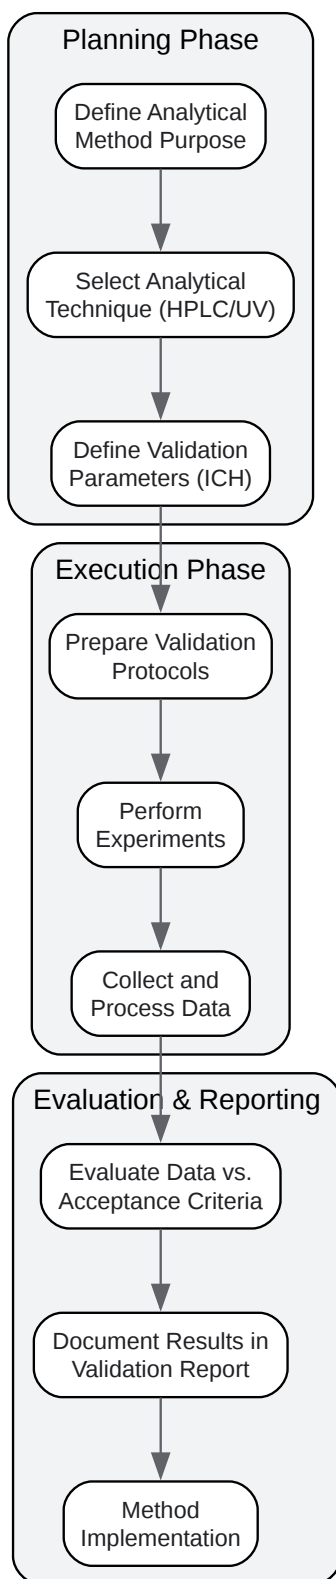 Planning Phase
Define Analytical
Method Purpose
Select Analytical
Technique (HPLC/UV)
Define Validation
Parameters (ICH)
Execution Phase
Prepare Validation
Protocols
Perform
Experiments
Collect and
Process Data
Evaluation & Reporting
Evaluate Data vs.
Acceptance Criteria
Document Results in
Validation Report
Method
Implementation